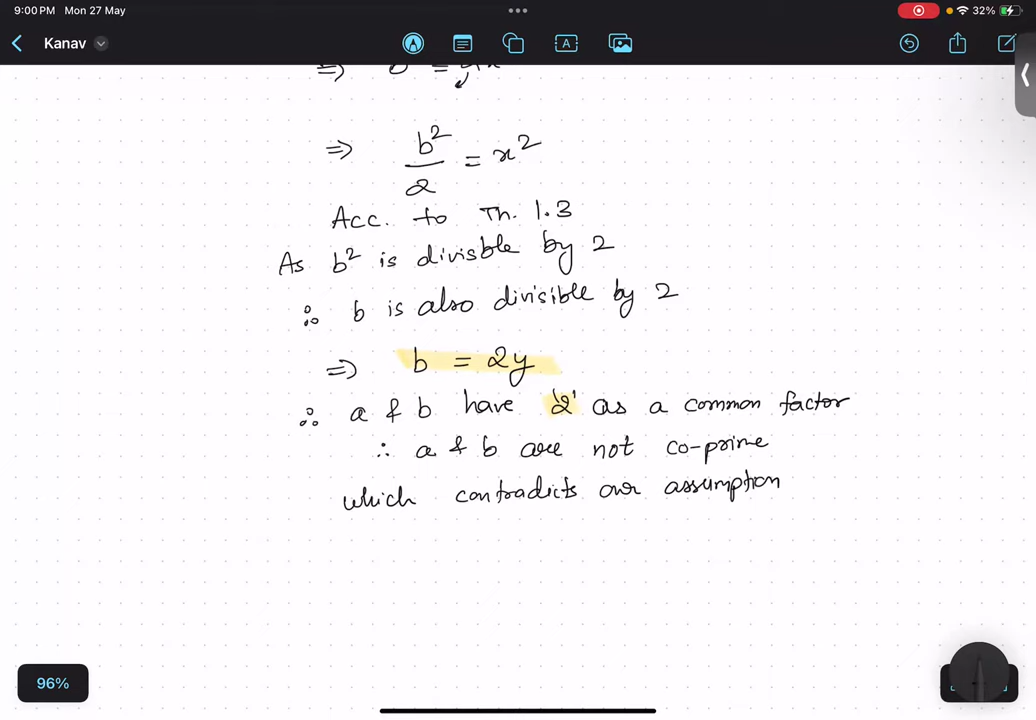 9:00 PM Mon 27 May
32%
Kanav
A
⇒ b² / 2 = x²
Acc. to Th. 1.3
As b² is divisble by 2
∴ b is also divisible by 2
⇒ b = 2y
∴ a & b have '2' as a common factor
∴ a & b are not co-prime
which contradicts our assumption
96%